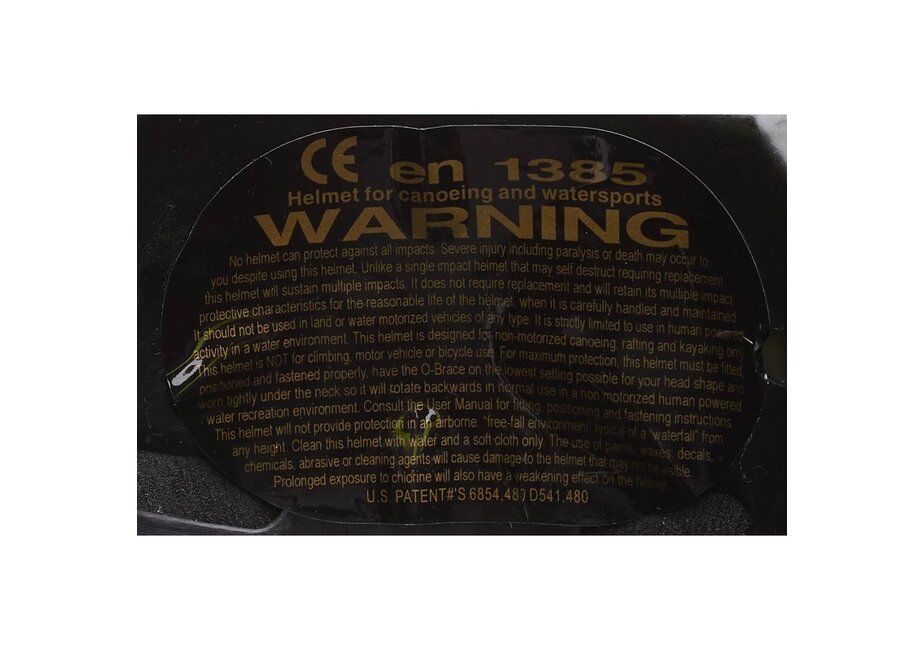 CE en 1385
Helmet for canoeing and watersports
WARNING
No helmet can protect against all impacts. Severe injury including paralysis or death may occur to
you despite using this helmet. Unlike a single impact helmet that may self destruct requiring replacement
this helmet will sustain multiple impacts. It does not require replacement and will retain its multiple impact
protective characteristics for the reasonable life of the helmet, when it is carefully handled and maintained
It should not be used in land or water motorized vehicles of any type. It is strictly limited to use in human powered
activity in a water environment. This helmet is designed for non-motorized canoeing, rafting and kayaking only
This helmet is NOT for climbing, motor vehicle or bicycle use. For maximum protection, this helmet must be fitted
positioned and fastened properly, have the O-Brace on the lowest setting possible for your head shape and
worn tightly under the neck so it will rotate backwards in normal use in a non motorized human powered
water recreation environment. Consult the User Manual for fitting, positioning and fastening instructions
This helmet will not provide protection in an airborne. "free-fall environment" typical of a "waterfall" from
any height. Clean this helmet with water and a soft cloth only. The use of paints, waxes, decals,
chemicals, abrasive or cleaning agents will cause damage to the helmet that may not be visible.
Prolonged exposure to chlorine will also have a weakening effect on the helmet.
U.S. PATENT#'S 6854,480 D541.480